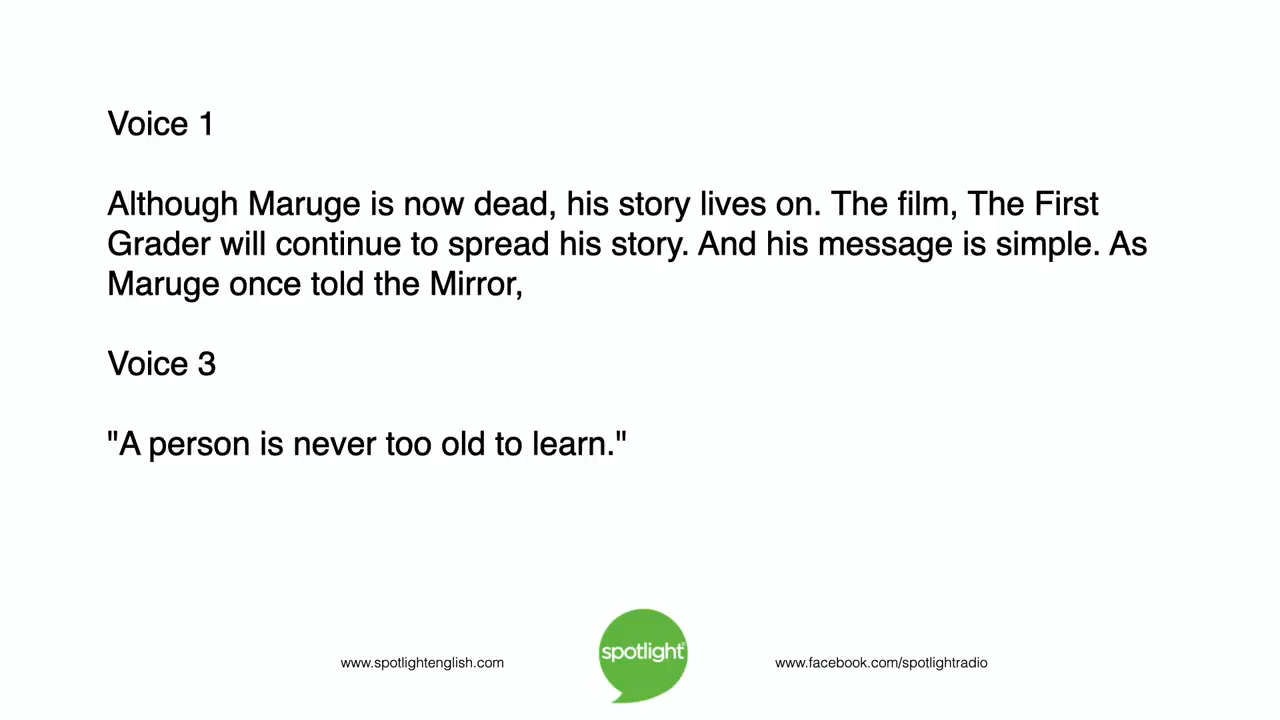 Voice 1
Although Maruge is now dead, his story lives on. The film, The First
Grader will continue to spread his story. And his message is simple. As
Maruge once told the Mirror,
Voice 3
"A person is never too old to learn."
www.spotlightenglish.com
spotlight®
www.facebook.com/spotlightradio